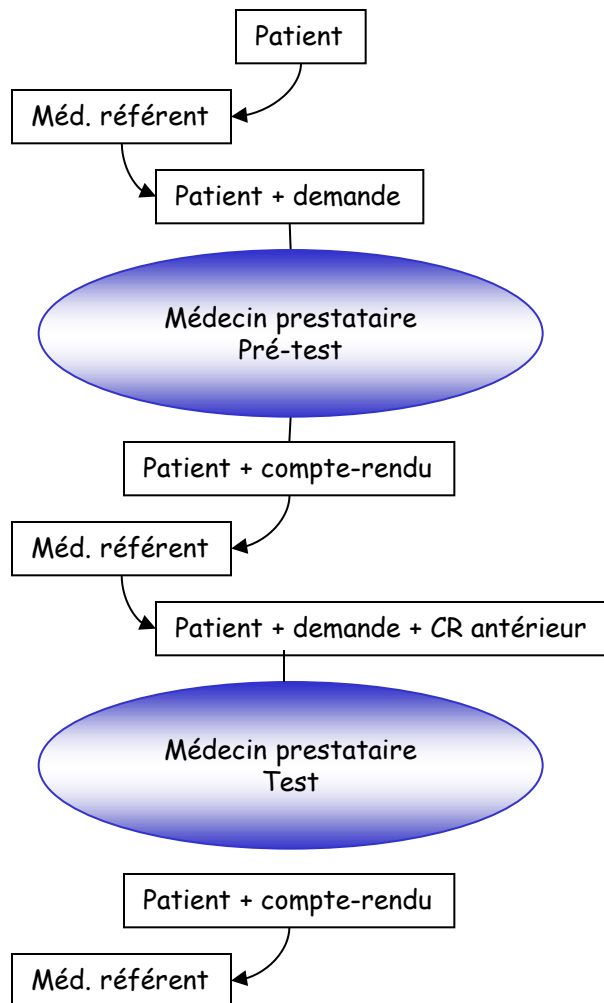 Patient
Méd. référent
Patient + demande
Médecin prestataire
Pré-test
Patient + compte-rendu
Méd. référent
Patient + demande + CR antérieur
Médecin prestataire
Test
Patient + compte-rendu
Méd. référent